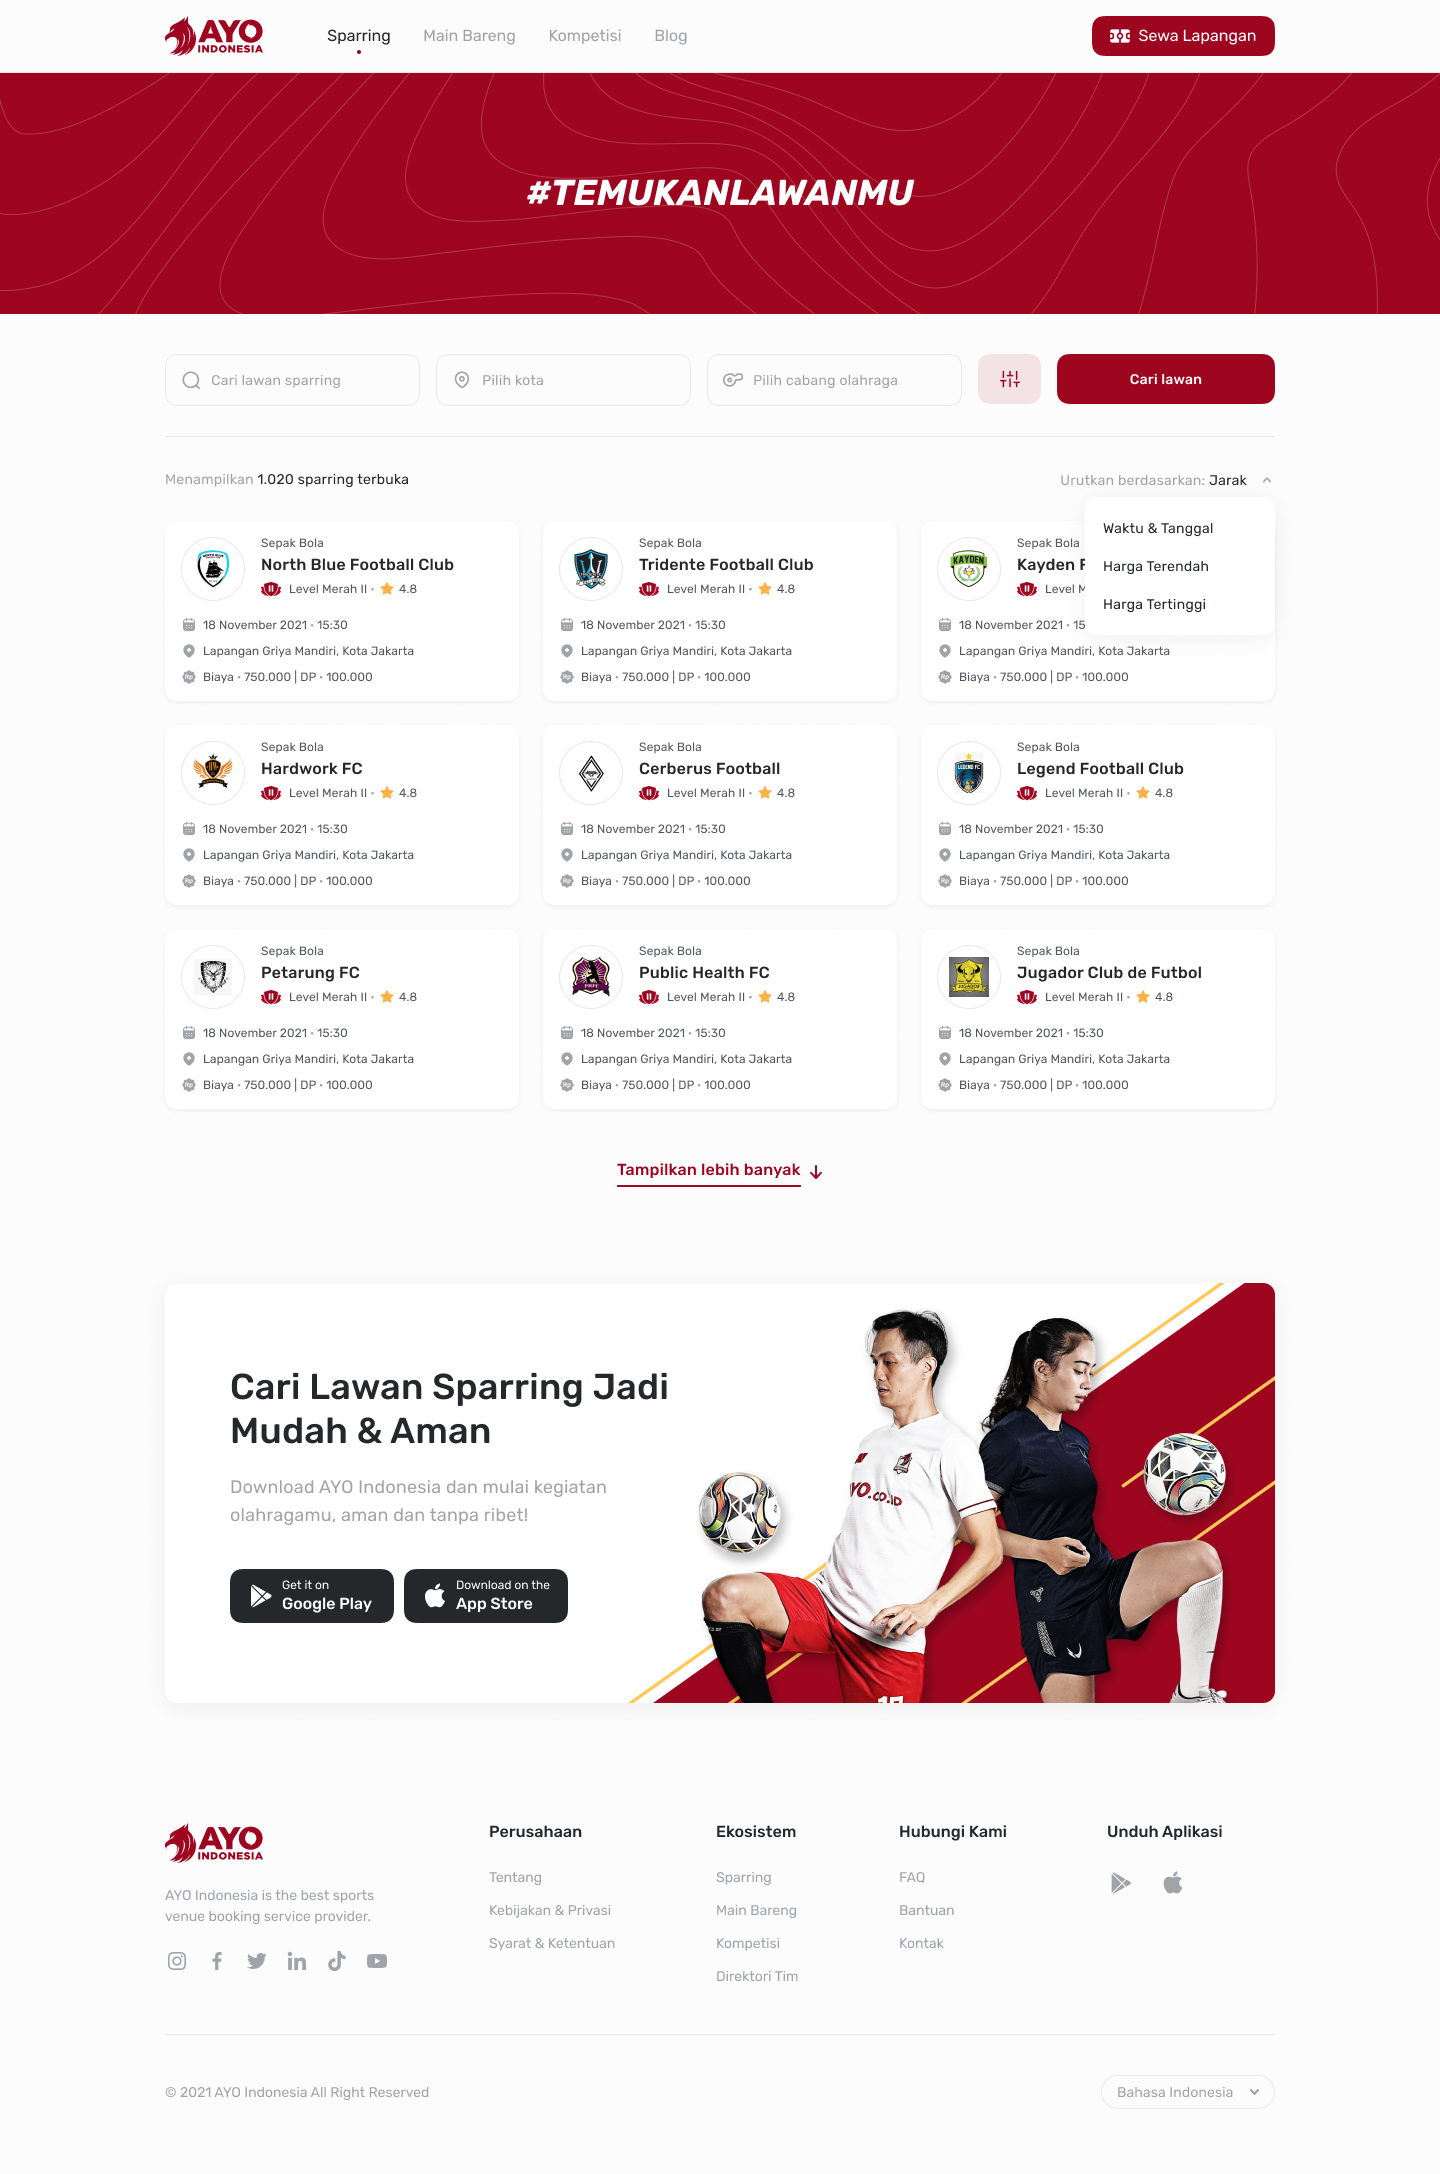 AYO
INDONESIA
Sparring
Main Bareng
Kompetisi
Blog
Sewa Lapangan
#TEMUKANLAWANMU
Cari lawan sparring
Pilih kota
Pilih cabang olahraga
Cari lawan
Menampilkan 1.020 sparring terbuka
Urutkan berdasarkan: Jarak
Waktu & Tanggal
Harga Terendah
Harga Tertinggi
Sepak Bola
North Blue Football Club
Level Merah II • 4.8
18 November 2021 • 15:30
Lapangan Griya Mandiri, Kota Jakarta
Biaya • 750.000 | DP • 100.000
Sepak Bola
Tridente Football Club
Level Merah II • 4.8
18 November 2021 • 15:30
Lapangan Griya Mandiri, Kota Jakarta
Biaya • 750.000 | DP • 100.000
KAYDEN
Sepak Bola
Kayden F
Level M
18 November 2021 • 15
Lapangan Griya Mandiri, Kota Jakarta
Biaya • 750.000 | DP • 100.000
Sepak Bola
Hardwork FC
Level Merah II • 4.8
18 November 2021 • 15:30
Lapangan Griya Mandiri, Kota Jakarta
Biaya • 750.000 | DP • 100.000
Sepak Bola
Cerberus Football
Level Merah II • 4.8
18 November 2021 • 15:30
Lapangan Griya Mandiri, Kota Jakarta
Biaya • 750.000 | DP • 100.000
LEGEND FC
Sepak Bola
Legend Football Club
Level Merah II • 4.8
18 November 2021 • 15:30
Lapangan Griya Mandiri, Kota Jakarta
Biaya • 750.000 | DP • 100.000
Sepak Bola
Petarung FC
Level Merah II • 4.8
18 November 2021 • 15:30
Lapangan Griya Mandiri, Kota Jakarta
Biaya • 750.000 | DP • 100.000
PHFC
Sepak Bola
Public Health FC
Level Merah II • 4.8
18 November 2021 • 15:30
Lapangan Griya Mandiri, Kota Jakarta
Biaya • 750.000 | DP • 100.000
JUGADOR
Sepak Bola
Jugador Club de Futbol
Level Merah II • 4.8
18 November 2021 • 15:30
Lapangan Griya Mandiri, Kota Jakarta
Biaya • 750.000 | DP • 100.000
Tampilkan lebih banyak
Cari Lawan Sparring Jadi
Mudah & Aman
Download AYO Indonesia dan mulai kegiatan
olahragamu, aman dan tanpa ribet!
Get it on
Google Play
Download on the
App Store
AYO.CO.ID
AYO
INDONESIA
AYO Indonesia is the best sports
venue booking service provider.
Perusahaan
Tentang
Kebijakan & Privasi
Syarat & Ketentuan
Ekosistem
Sparring
Main Bareng
Kompetisi
Direktori Tim
Hubungi Kami
FAQ
Bantuan
Kontak
Unduh Aplikasi
© 2021 AYO Indonesia All Right Reserved
Bahasa Indonesia